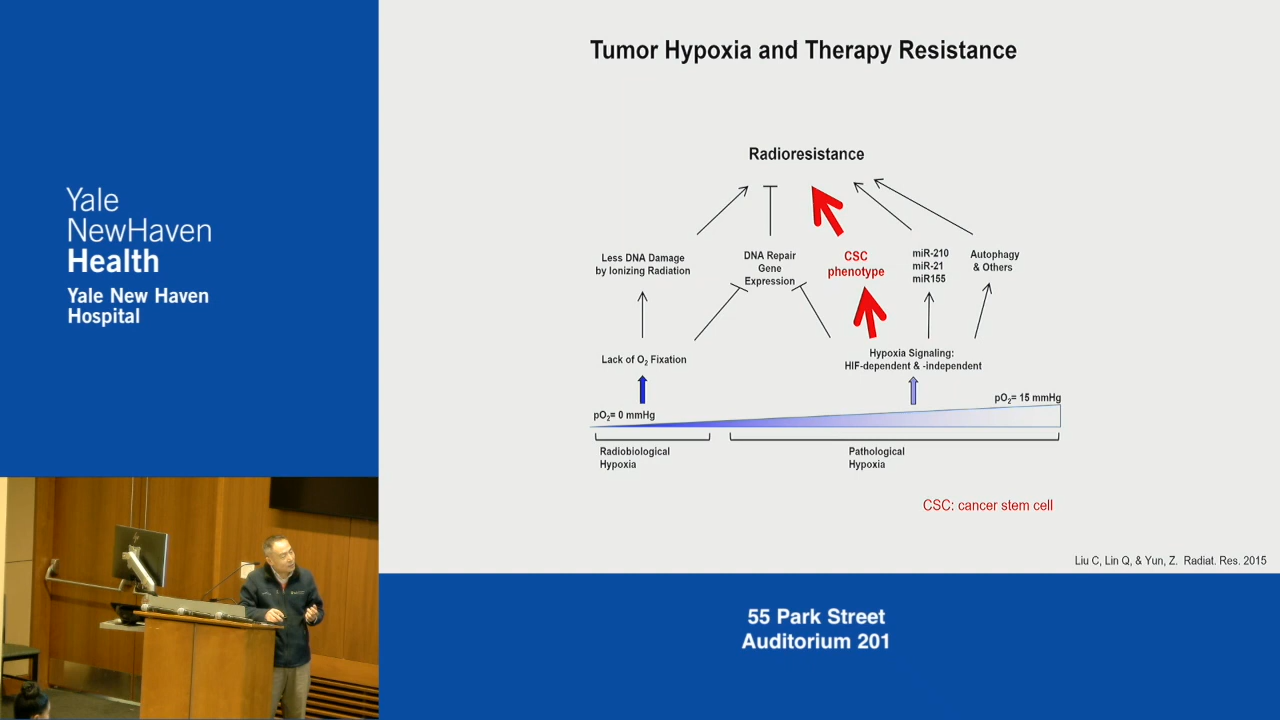 Yale
NewHaven
Health
Yale New Haven
Hospital
Tumor Hypoxia and Therapy Resistance
Radioresistance
Less DNA Damage
by Ionizing Radiation
DNA Repair
Gene
Expression
CSC
phenotype
miR-210
miR-21
miR155
Autophagy
& Others
Lack of O₂ Fixation
Hypoxia Signaling:
HIF-dependent & -independent
pO₂= 0 mmHg
pO₂= 15 mmHg
Radiobiological
Hypoxia
Pathological
Hypoxia
CSC: cancer stem cell
Liu C, Lin Q, & Yun, Z. Radiat. Res. 2015
55 Park Street
Auditorium 201